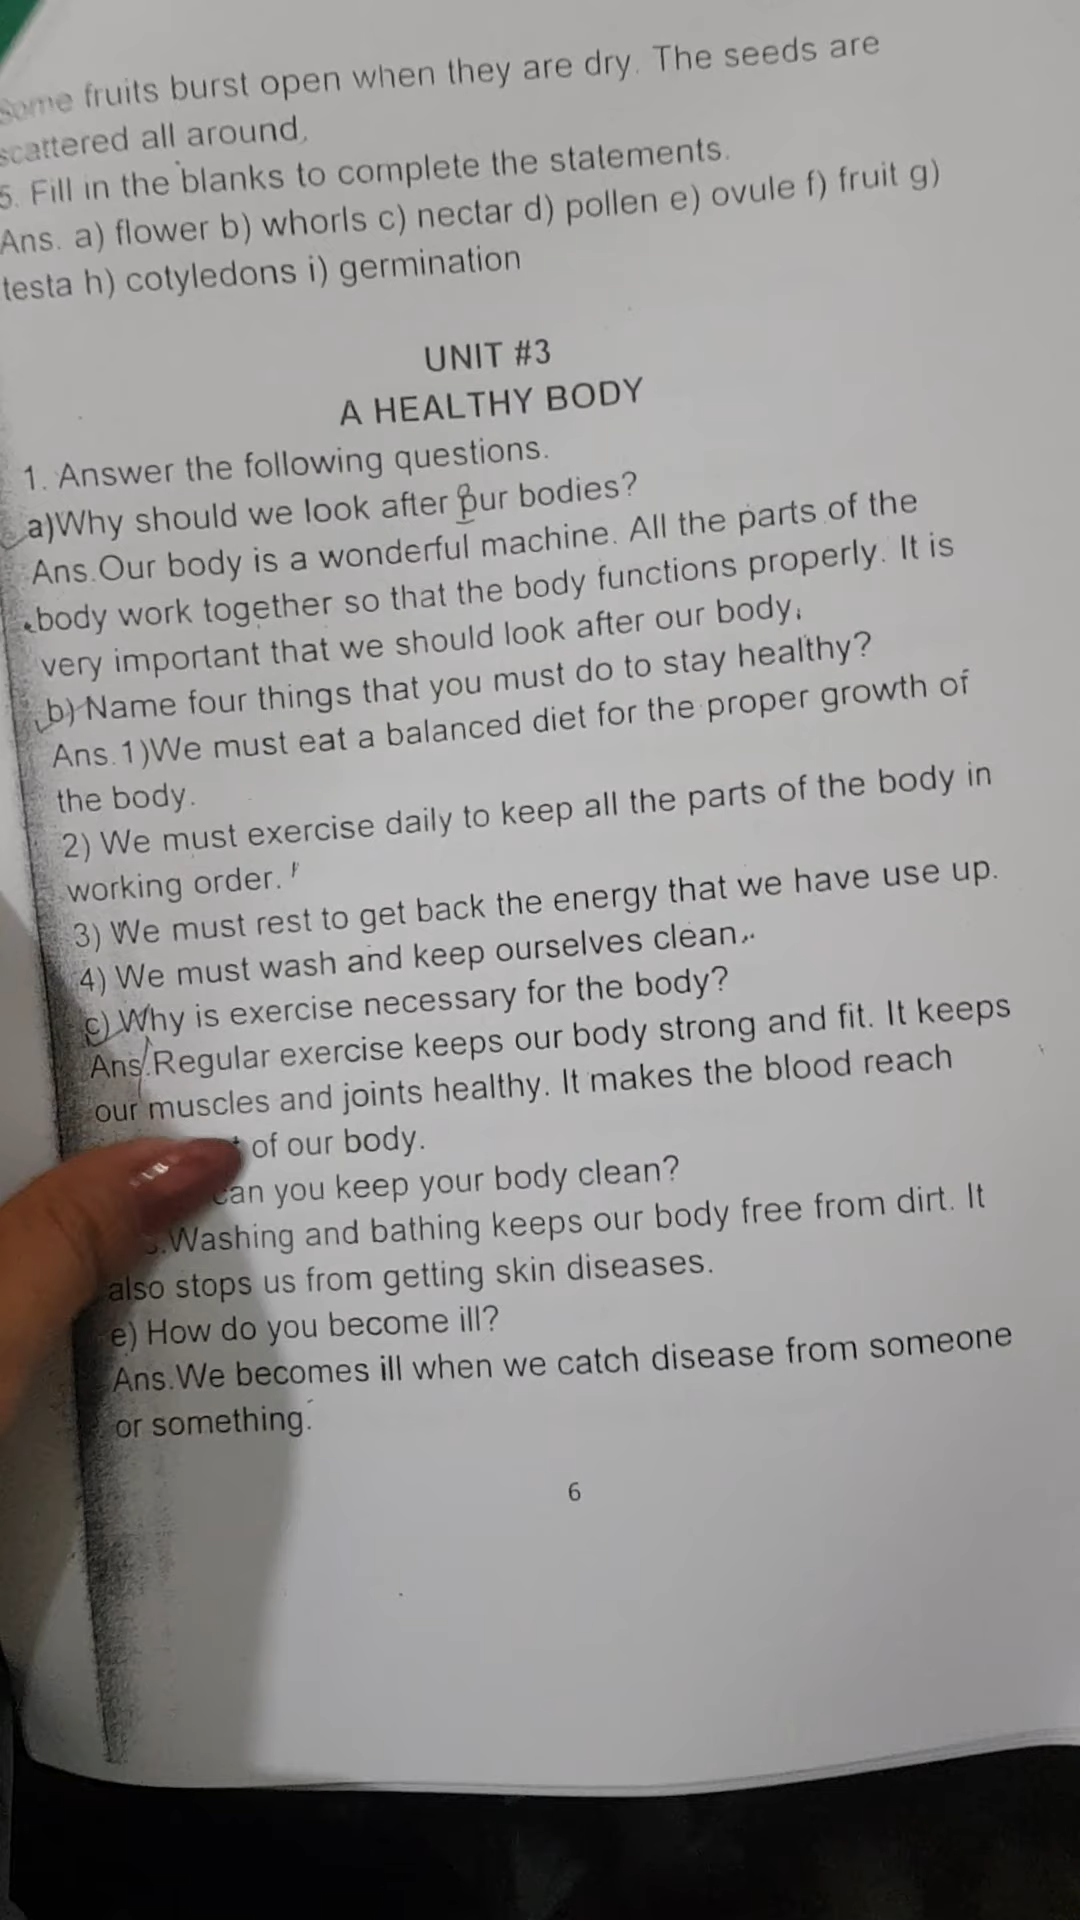 Some fruits burst open when they are dry. The seeds are
scattered all around.
5. Fill in the blanks to complete the statements.
Ans. a) flower b) whorls c) nectar d) pollen e) ovule f) fruit g)
testa h) cotyledons i) germination
UNIT #3
A HEALTHY BODY
1. Answer the following questions.
a)Why should we look after our bodies?
Ans.Our body is a wonderful machine. All the parts of the
body work together so that the body functions properly. It is
very important that we should look after our body.
b) Name four things that you must do to stay healthy?
Ans. 1)We must eat a balanced diet for the proper growth of
the body.
2) We must exercise daily to keep all the parts of the body in
working order.
3) We must rest to get back the energy that we have use up.
4) We must wash and keep ourselves clean.
c) Why is exercise necessary for the body?
Ans.Regular exercise keeps our body strong and fit. It keeps
our muscles and joints healthy. It makes the blood reach
of our body.
can you keep your body clean?
Washing and bathing keeps our body free from dirt. It
also stops us from getting skin diseases.
e) How do you become ill?
Ans.We becomes ill when we catch disease from someone
or something.
6